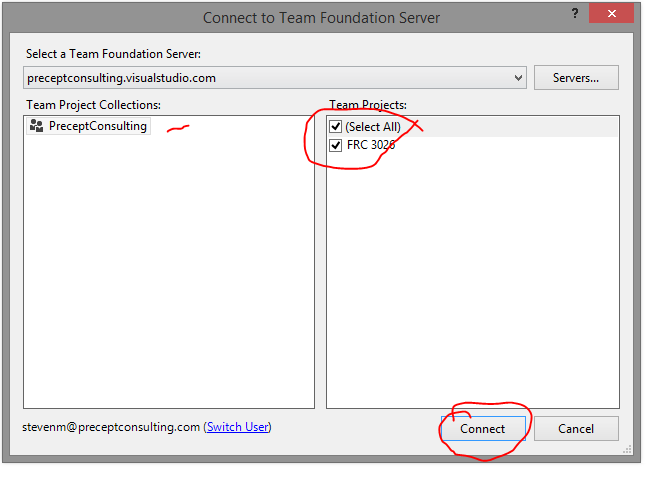 Connect to Team Foundation Server
?
Select a Team Foundation Server:
preceptconsulting.visualstudio.com
Servers...
Team Project Collections:
Team Projects:
PreceptConsulting
(Select All)
FRC 3026
stevenm@preceptconsulting.com (Switch User)
Connect
Cancel